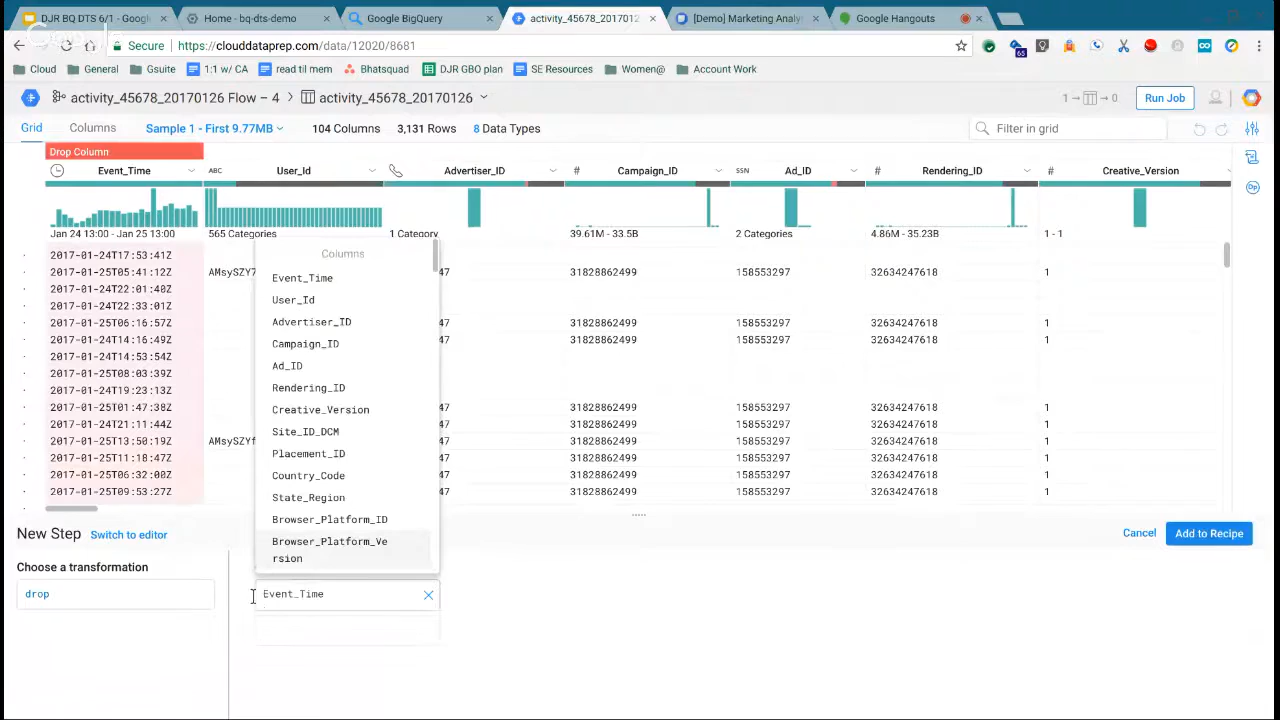 DJR BQ DTS 6/1 - Goog
Home - bq-dts-demo
Google BigQuery
activity_45678_2017012
[Demo] Marketing Analy
Google Hangouts
Secure
https://clouddataprep.com/data/12020/8681
65
Cloud
General
Gsuite
1:1 w/ CA
read til mem
Bhatsquad
DJR GBO plan
SE Resources
Women@
Account Work
activity_45678_20170126 Flow – 4
activity_45678_20170126
1 → → 0
Run Job
Grid
Columns
Sample 1 - First 9.77MB
104 Columns
3,131 Rows
8 Data Types
Filter in grid
Drop Column
Event_Time
ABC
User_Id
Advertiser_ID
#
Campaign_ID
SSN
Ad_ID
#
Rendering_ID
#
Creative_Version
Jan 24 13:00 - Jan 25 13:00
565 Categories
1 Category
39.61M - 33.5B
2 Categories
4.86M - 35.23B
1 - 1
2017-01-24T17:53:41Z
2017-01-25T05:41:12Z AMsySZY7 47 31828862499 158553297 32634247618 1
2017-01-24T22:01:40Z
2017-01-24T22:33:01Z
2017-01-25T06:16:57Z 47 31828862499 158553297 32634247618 1
2017-01-24T14:16:49Z 47 31828862499 158553297 32634247618 1
2017-01-24T14:53:54Z
2017-01-25T08:03:39Z
2017-01-24T19:23:13Z
2017-01-25T01:47:38Z 47 31828862499 158553297 32634247618 1
2017-01-24T21:11:44Z 47 31828862499 158553297 32634247618 1
2017-01-25T13:50:19Z AMsySZYf 47 31828862499 158553297 32634247618 1
2017-01-25T11:18:47Z 47 31828862499 158553297 32634247618 1
2017-01-25T06:32:00Z 47 31828862499 158553297 32634247618 1
2017-01-25T09:53:27Z 47 31828862499 158553297 32634247618 1
Columns
Event_Time
User_Id
Advertiser_ID
Campaign_ID
Ad_ID
Rendering_ID
Creative_Version
Site_ID_DCM
Placement_ID
Country_Code
State_Region
Browser_Platform_ID
Browser_Platform_Ve
rsion
New Step
Switch to editor
Cancel
Add to Recipe
Choose a transformation
drop
Event_Time